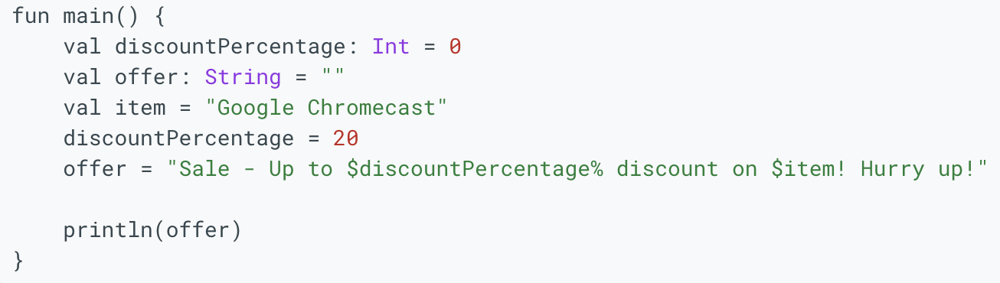 fun main() {
    val discountPercentage: Int = 0
    val offer: String = ""
    val item = "Google Chromecast"
    discountPercentage = 20
    offer = "Sale - Up to $discountPercentage% discount on $item! Hurry up!"

    println(offer)
}